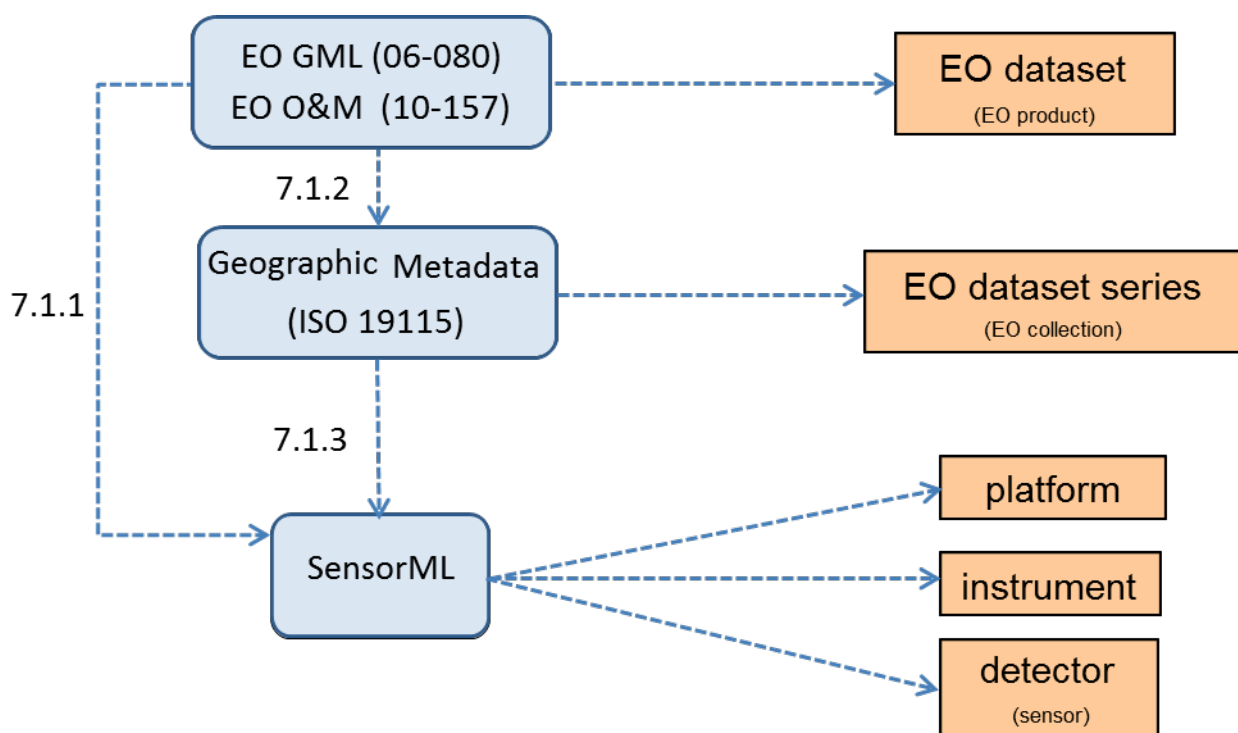 EO GML (06-080)
EO O&M (10-157)
EO dataset
(EO product)
7.1.2
Geographic Metadata
(ISO 19115)
EO dataset series
(EO collection)
7.1.1
7.1.3
platform
SensorML
instrument
detector
(sensor)